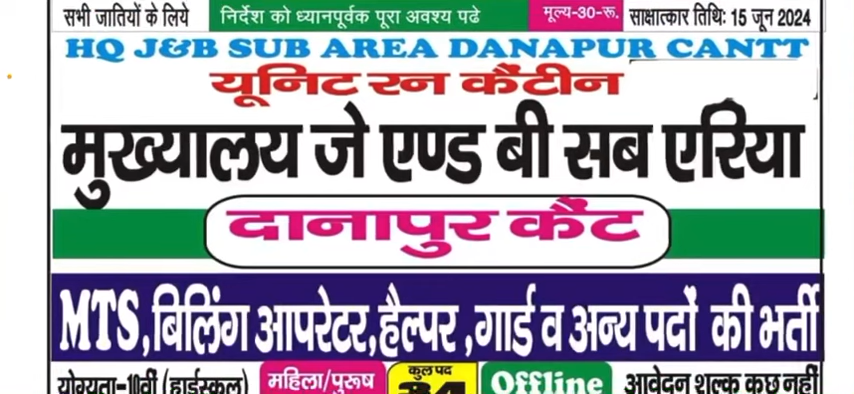 सभी जातियों के लिये निर्देश को ध्यानपूर्वक पूरा अवश्य पढे मूल्य-30-रू. साक्षात्कार तिथि: 15 जून 2024
HQ J&B SUB AREA DANAPUR CANTT
यूनिट रन कैंटीन
मुख्यालय जे एण्ड बी सब एरिया
दानापुर कैंट
MTS,बिलिंग आपरेटर,हैल्पर ,गार्ड व अन्य पदों की भर्ती
योग्यता-10वीं (हाईस्कूल) महिला/पुरूष कुल पद 34 Offline आवेदन शुल्क कुछ नहीं